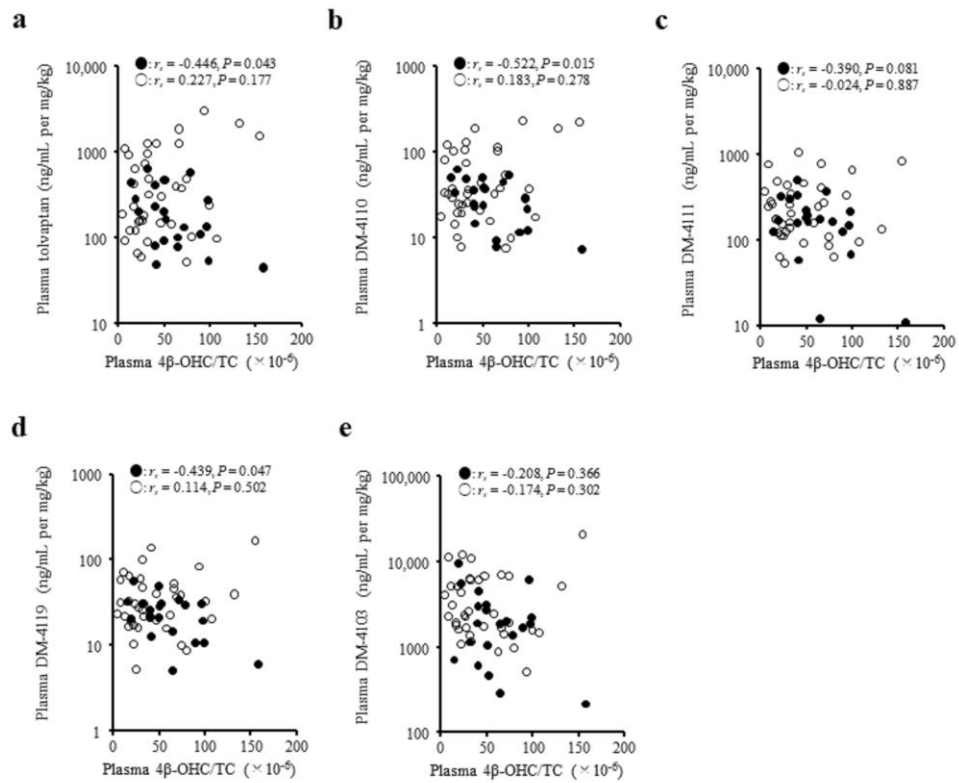 a
●: rs = -0.446, P = 0.043
○: rs = 0.227, P = 0.177
Plasma tolvaptan (ng/mL per mg/kg)
10,000
1000
100
10
0 50 100 150 200
Plasma 4β-OHC/TC (×10-6)
b
●: rs = -0.522, P = 0.015
○: rs = 0.183, P = 0.278
Plasma DM-4110 (ng/mL per mg/kg)
1000
100
10
1
0 50 100 150 200
Plasma 4β-OHC/TC (×10-6)
c
●: rs = -0.390, P = 0.081
○: rs = -0.024, P = 0.887
Plasma DM-4111 (ng/mL per mg/kg)
10,000
1000
100
10
0 50 100 150 200
Plasma 4β-OHC/TC (×10-6)
d
●: rs = -0.439, P = 0.047
○: rs = 0.114, P = 0.502
Plasma DM-4119 (ng/mL per mg/kg)
1000
100
10
1
0 50 100 150 200
Plasma 4β-OHC/TC (×10-6)
e
●: rs = -0.208, P = 0.366
○: rs = -0.174, P = 0.302
Plasma DM-4103 (ng/mL per mg/kg)
100,000
10,000
1000
100
0 50 100 150 200
Plasma 4β-OHC/TC (×10-6)